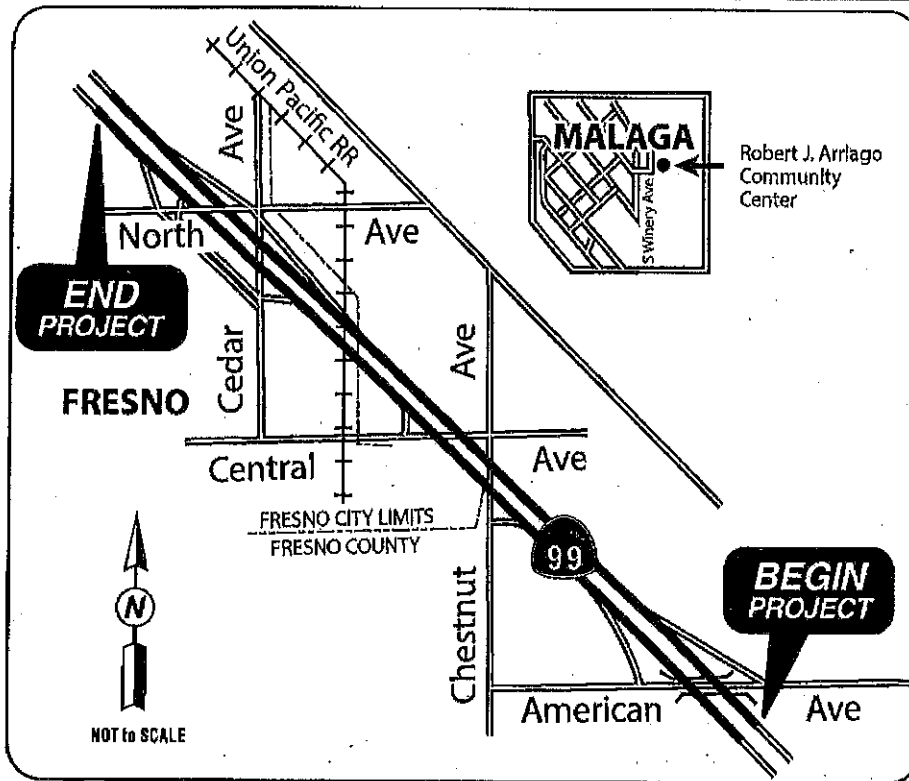 Union Pacific RR
Ave
North Ave
MALAGA
S Winery Ave
Robert J. Arriago
Community
Center
END
PROJECT
FRESNO
Cedar
Ave
Central Ave
FRESNO CITY LIMITS
FRESNO COUNTY
99
BEGIN
PROJECT
Chestnut
American Ave
N
NOT to SCALE